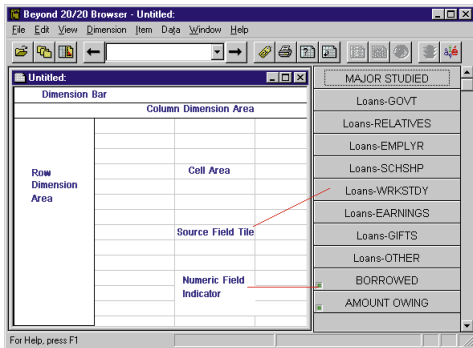 Beyond 20/20 Browser - Untitled:
File Edit View Dimension Item Data Window Help
Untitled:
Dimension Bar
Column Dimension Area
Row
Dimension
Area
Cell Area
Source Field Tile
Numeric Field
Indicator
MAJOR STUDIED
Loans-GOVT
Loans-RELATIVES
Loans-EMPLYR
Loans-SCHSHP
Loans-WRKSTDY
Loans-EARNINGS
Loans-GIFTS
Loans-OTHER
BORROWED
AMOUNT OWING
For Help, press F1